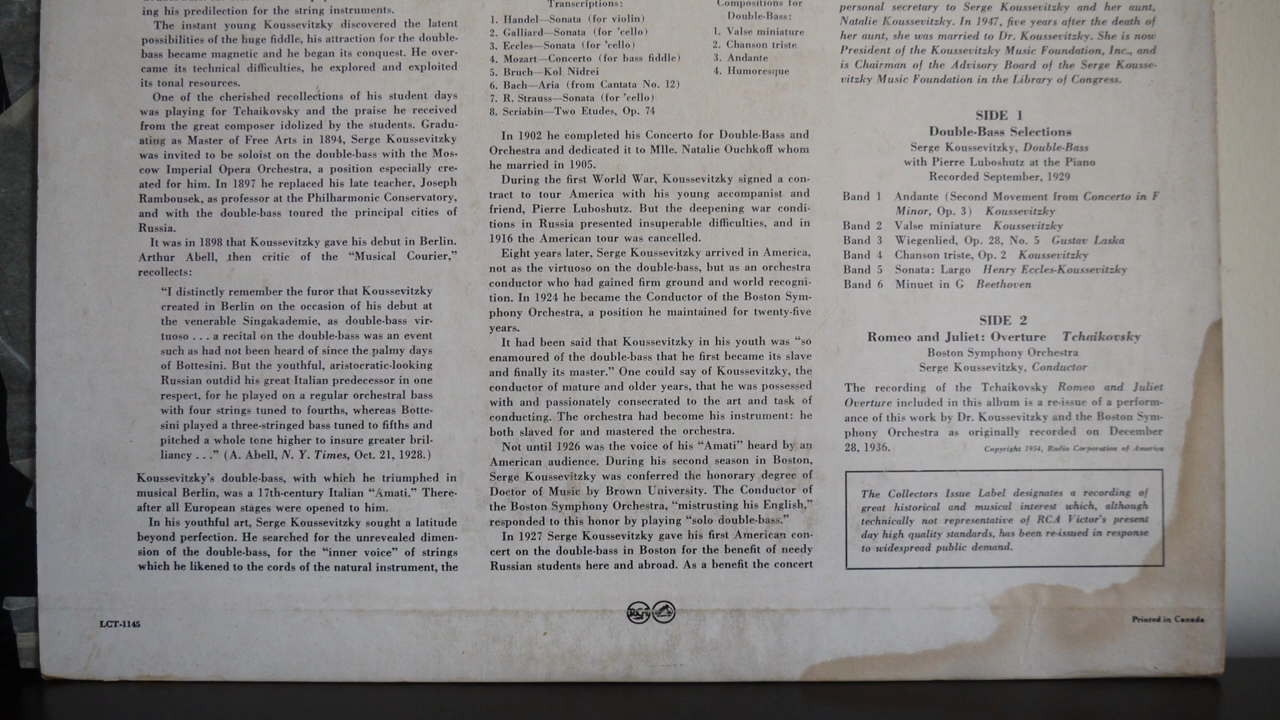 ing his predilection for the string instruments.
The instant young Koussevitzky discovered the latent
possibilities of the huge fiddle, his attraction for the double-
bass became magnetic and he began its conquest. He over-
came its technical difficulties, he explored and exploited
its tonal resources.
One of the cherished recollections of his student days
was playing for Tchaikovsky and the praise he received
from the great composer idolized by the students. Gradu-
ating as Master of Free Arts in 1894, Serge Koussevitzky
was invited to be soloist on the double-bass with the Mos-
cow Imperial Opera Orchestra, a position especially cre-
ated for him. In 1897 he replaced his late teacher, Joseph
Rambousek, as professor at the Philharmonic Conservatory,
and with the double-bass toured the principal cities of
Russia.
It was in 1898 that Koussevitzky gave his debut in Berlin.
Arthur Abell, then critic of the “Musical Courier,”
recollects:
“I distinctly remember the furor that Koussevitzky
created in Berlin on the occasion of his debut at
the venerable Singakademie, as double-bass vir-
tuoso . . . a recital on the double-bass was an event
such as had not been heard of since the palmy days
of Bottesini. But the youthful, aristocratic-looking
Russian outdid his great Italian predecessor in one
respect, for he played on a regular orchestral bass
with four strings tuned to fourths, whereas Botte-
sini played a three-stringed bass tuned to fifths and
pitched a whole tone higher to insure greater bril-
liancy . . .” (A. Abell, N. Y. Times, Oct. 21, 1928.)
Koussevitzky's double-bass, with which he triumphed in
musical Berlin, was a 17th-century Italian “Amati.” There-
after all European stages were opened to him.
In his youthful art, Serge Koussevitzky sought a latitude
beyond perfection. He searched for the unrevealed dimen-
sion of the double-bass, for the “inner voice” of strings
which he likened to the cords of the natural instrument, the
Transcriptions:
1. Handel—Sonata (for violin)
2. Galliard—Sonata (for 'cello)
3. Eccles—Sonata (for 'cello)
4. Mozart—Concerto (for bass fiddle)
5. Bruch—Kol Nidrei
6. Bach—Aria (from Cantata No. 12)
7. R. Strauss—Sonata (for 'cello)
8. Scriabin—Two Etudes, Op. 74
Compositions for
Double-Bass:
1. Valse miniature
2. Chanson triste
3. Andante
4. Humoresque
In 1902 he completed his Concerto for Double-Bass and
Orchestra and dedicated it to Mlle. Natalie Ouchkoff whom
he married in 1905.
During the first World War, Koussevitzky signed a con-
tract to tour America with his young accompanist and
friend, Pierre Luboshutz. But the deepening war condi-
tions in Russia presented insuperable difficulties, and in
1916 the American tour was cancelled.
Eight years later, Serge Koussevitzky arrived in America,
not as the virtuoso on the double-bass, but as an orchestra
conductor who had gained firm ground and world recogni-
tion. In 1924 he became the Conductor of the Boston Sym-
phony Orchestra, a position he maintained for twenty-five
years.
It had been said that Koussevitzky in his youth was “so
enamoured of the double-bass that he first became its slave
and finally its master.” One could say of Koussevitzky, the
conductor of mature and older years, that he was possessed
with and passionately consecrated to the art and task of
conducting. The orchestra had become his instrument: he
both slaved for and mastered the orchestra.
Not until 1926 was the voice of his “Amati” heard by an
American audience. During his second season in Boston,
Serge Koussevitzky was conferred the honorary degree of
Doctor of Music by Brown University. The Conductor of
the Boston Symphony Orchestra, “mistrusting his English,”
responded to this honor by playing “solo double-bass.”
In 1927 Serge Koussevitzky gave his first American con-
cert on the double-bass in Boston for the benefit of needy
Russian students here and abroad. As a benefit the concert
personal secretary to Serge Koussevitzky and her aunt,
Natalie Koussevitzky. In 1947, five years after the death of
her aunt, she was married to Dr. Koussevitzky. She is now
President of the Koussevitzky Music Foundation, Inc., and
is Chairman of the Advisory Board of the Serge Kousse-
vitzky Music Foundation in the Library of Congress.
SIDE 1
Double-Bass Selections
Serge Koussevitzky, Double-Bass
with Pierre Luboshutz at the Piano
Recorded September, 1929
Band 1 Andante (Second Movement from Concerto in F
Minor, Op. 3) Koussevitzky
Band 2 Valse miniature Koussevitzky
Band 3 Wiegenlied, Op. 28, No. 5 Gustav Laska
Band 4 Chanson triste, Op. 2 Koussevitzky
Band 5 Sonata: Largo Henry Eccles-Koussevitzky
Band 6 Minuet in G Beethoven
SIDE 2
Romeo and Juliet: Overture Tchaikovsky
Boston Symphony Orchestra
Serge Koussevitzky, Conductor
The recording of the Tchaikovsky Romeo and Juliet
Overture included in this album is a re-issue of a perform-
ance of this work by Dr. Koussevitzky and the Boston Sym-
phony Orchestra as originally recorded on December
28, 1936. Copyright 1954, Radio Corporation of America
The Collectors Issue Label designates a recording of
great historical and musical interest which, although
technically not representative of RCA Victor's present
day high quality standards, has been re-issued in response
to widespread public demand.
LCT-1145
RCA
Printed in Canada